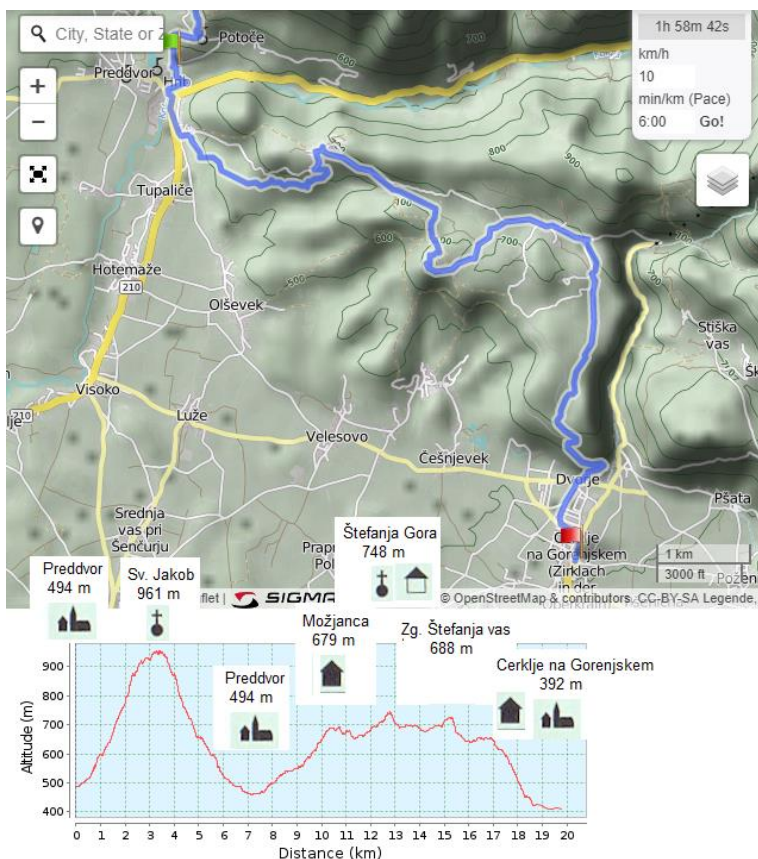 City, State or Z
Potoče
1h 58m 42s
km/h
10
min/km (Pace)
6:00 Go!
Preddvor
Tupaliče
Hotemaže
210
Olševek
Visoko
210
Luže
Velesovo
Češnjevek
Dvorje
Stiška
vas
Pšata
Srednja
vas pri
Šenčurju
na Gorenjskem
(Zirklach
in der
600
700
800
900
700
600
1 km
3000 ft
© OpenStreetMap & contributors, CC-BY-SA Legende,
Preddvor
494 m
Sv. Jakob
961 m
Štefanja Gora
748 m
Možjanca
679 m
Zg. Štefanja vas
688 m
Preddvor
494 m
Cerklje na Gorenjskem
392 m
Altitude (m)
900
800
700
600
500
400
0 1 2 3 4 5 6 7 8 9 10 11 12 13 14 15 16 17 18 19 20
Distance (km)